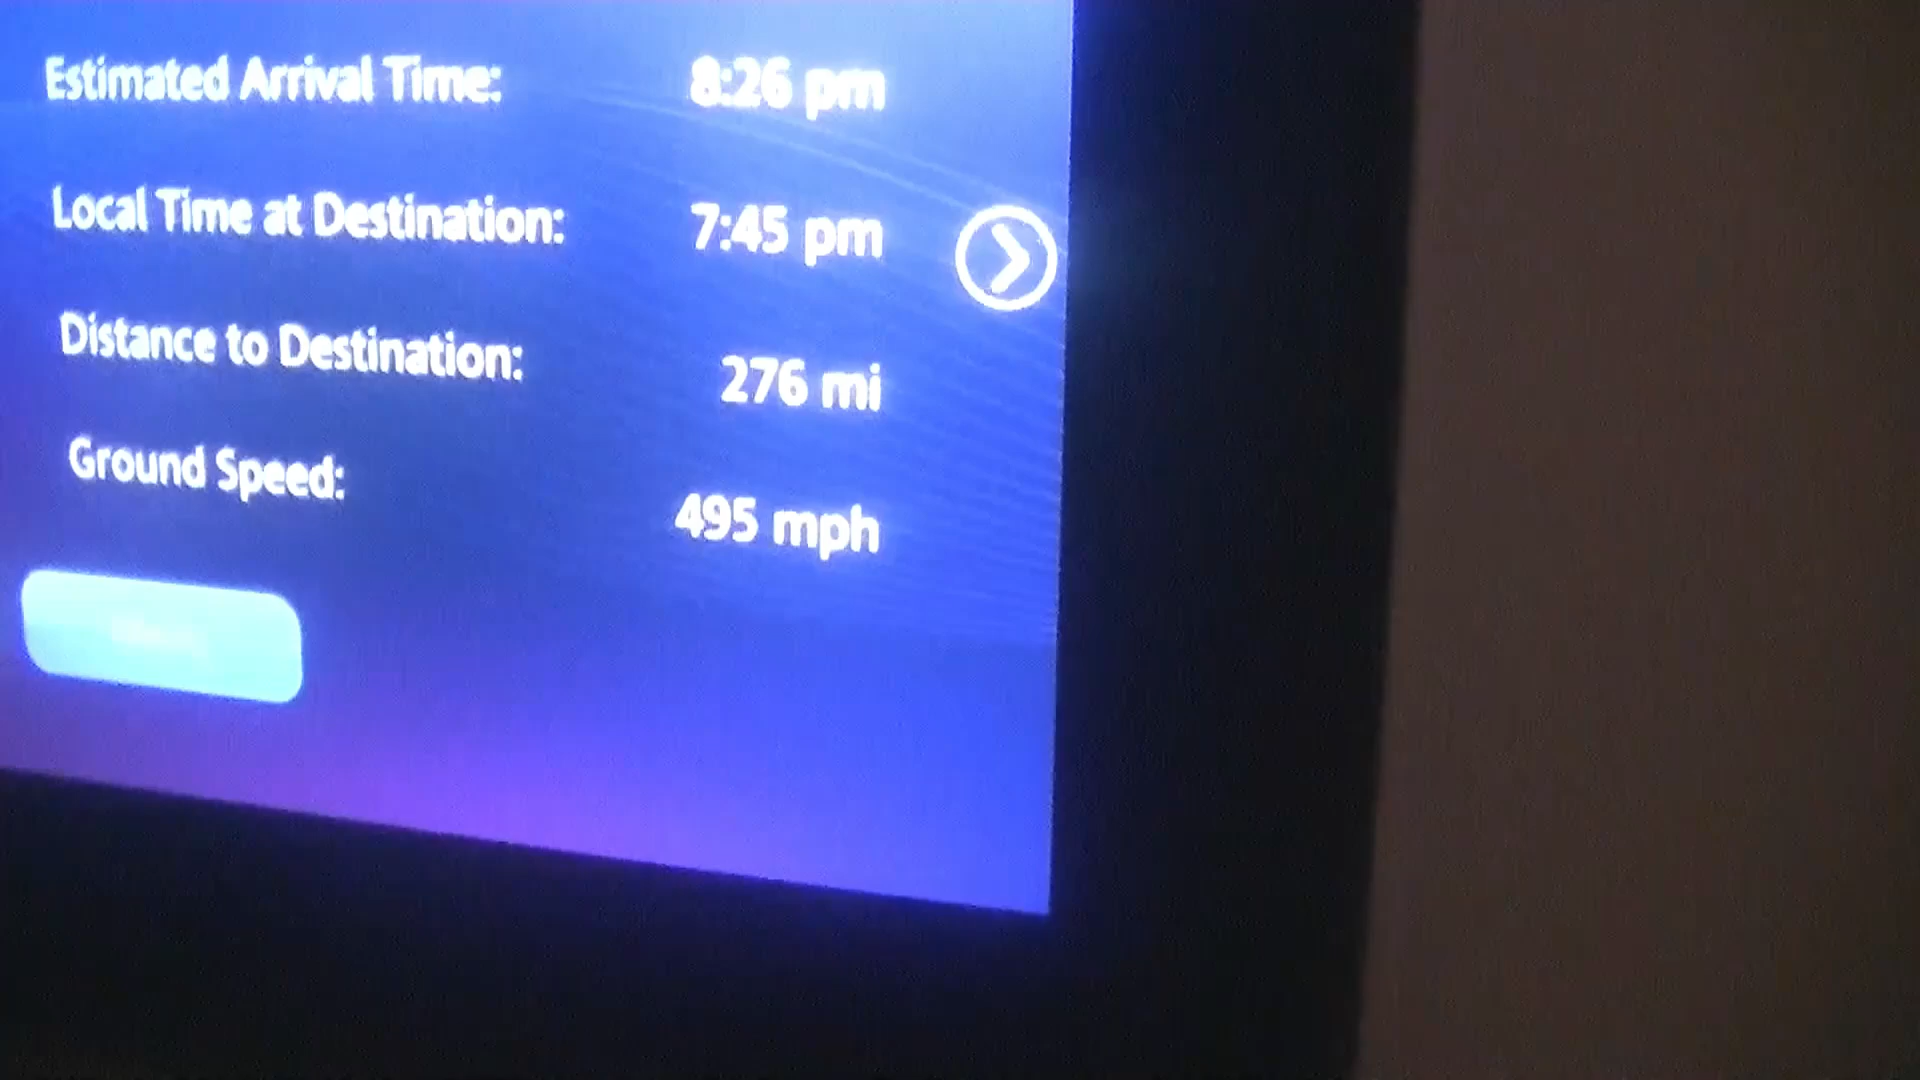 Estimated Arrival Time: 8:26 pm
Local Time at Destination: 7:45 pm
Distance to Destination: 276 mi
Ground Speed: 495 mph